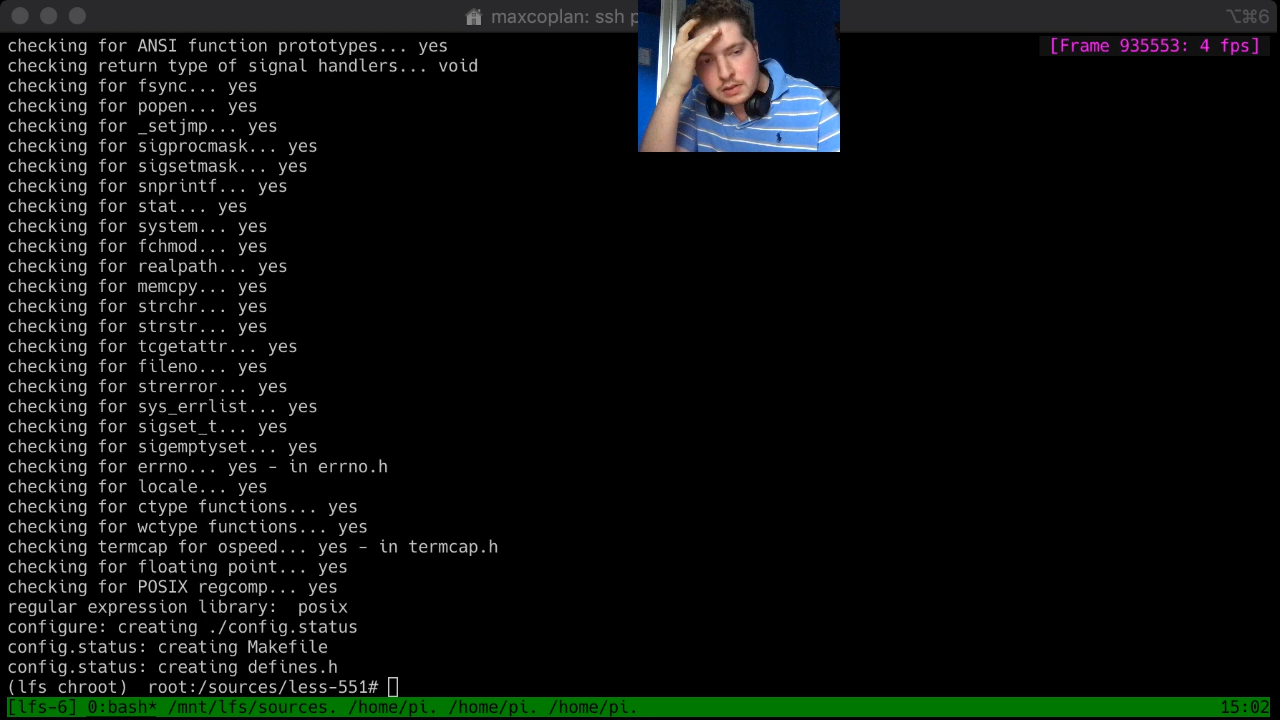 maxcoplan: ssh p
⌥⌘6
[Frame 935553: 4 fps]
checking for ANSI function prototypes... yes
checking return type of signal handlers... void
checking for fsync... yes
checking for popen... yes
checking for _setjmp... yes
checking for sigprocmask... yes
checking for sigsetmask... yes
checking for snprintf... yes
checking for stat... yes
checking for system... yes
checking for fchmod... yes
checking for realpath... yes
checking for memcpy... yes
checking for strchr... yes
checking for strstr... yes
checking for tcgetattr... yes
checking for fileno... yes
checking for strerror... yes
checking for sys_errlist... yes
checking for sigset_t... yes
checking for sigemptyset... yes
checking for errno... yes - in errno.h
checking for locale... yes
checking for ctype functions... yes
checking for wctype functions... yes
checking termcap for ospeed... yes - in termcap.h
checking for floating point... yes
checking for POSIX regcomp... yes
regular expression library:  posix
configure: creating ./config.status
config.status: creating Makefile
config.status: creating defines.h
(lfs chroot)  root:/sources/less-551#
[lfs-6] 0:bash* /mnt/lfs/sources. /home/pi. /home/pi. /home/pi. 15:02